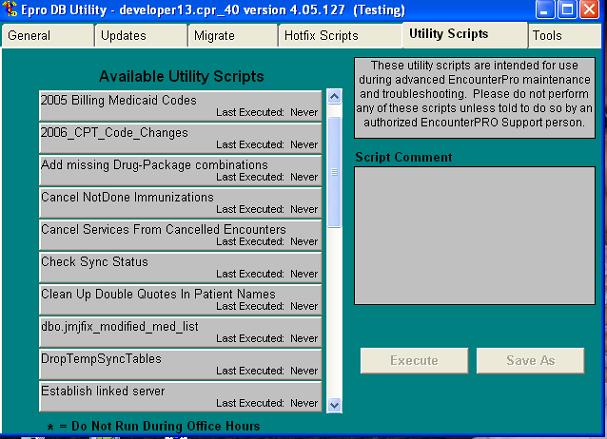 Epro DB Utility - developer13.cpr_40 version 4.05.127 (Testing)
General
Updates
Migrate
Hotfix Scripts
Utility Scripts
Tools
Available Utility Scripts
2005 Billing Medicaid Codes
Last Executed: Never
2006_CPT_Code_Changes
Last Executed: Never
Add missing Drug-Package combinations
Last Executed: Never
Cancel NotDone Immunizations
Last Executed: Never
Cancel Services From Cancelled Encounters
Last Executed: Never
Check Sync Status
Last Executed: Never
Clean Up Double Quotes In Patient Names
Last Executed: Never
dbo.jmjfix_modified_med_list
Last Executed: Never
DropTempSyncTables
Last Executed: Never
Establish linked server
Last Executed: Never
* = Do Not Run During Office Hours
These utility scripts are intended for use
during advanced EncounterPro maintenance
and troubleshooting. Please do not perform
any of these scripts unless told to do so by an
authorized EncounterPRO Support person.
Script Comment
Execute
Save As